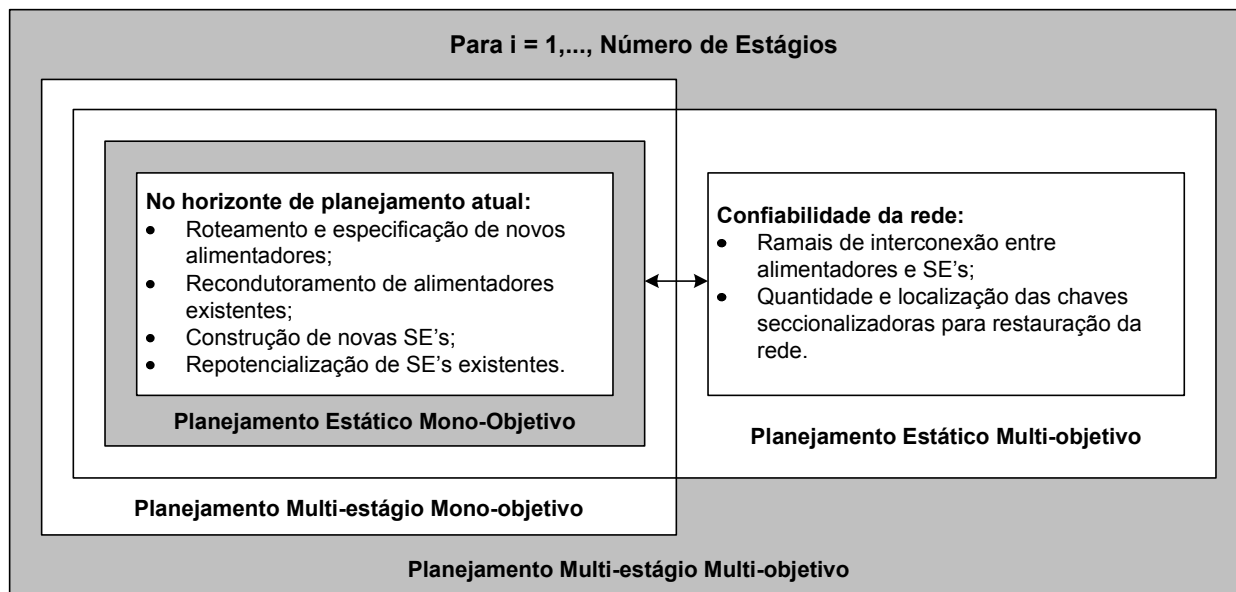 Para i = 1,..., Número de Estágios
No horizonte de planejamento atual:
• Roteamento e especificação de novos
alimentadores;
• Recondutoramento de alimentadores
existentes;
• Construção de novas SE’s;
• Repotencialização de SE’s existentes.
Planejamento Estático Mono-Objetivo
Confiabilidade da rede:
• Ramais de interconexão entre
alimentadores e SE’s;
• Quantidade e localização das chaves
seccionalizadoras para restauração da
rede.
Planejamento Estático Multi-objetivo
Planejamento Multi-estágio Mono-objetivo
Planejamento Multi-estágio Multi-objetivo